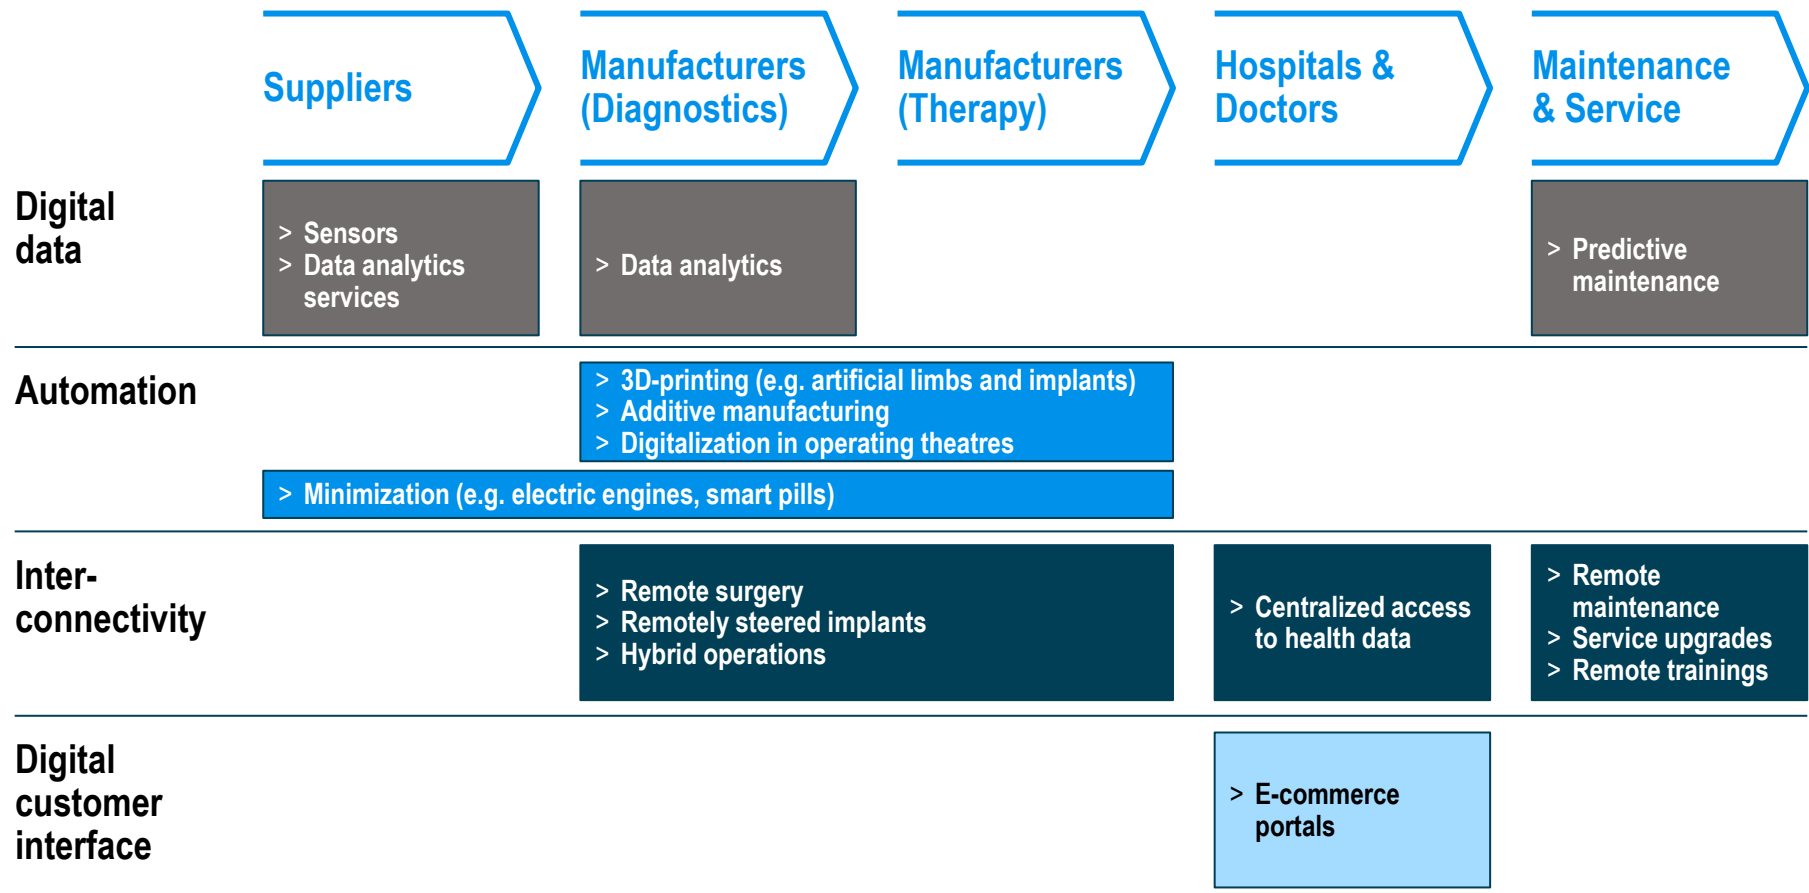 Suppliers
Manufacturers
(Diagnostics)
Manufacturers
(Therapy)
Hospitals &
Doctors
Maintenance
& Service
Digital
data
> Sensors
> Data analytics
services
> Data analytics
> Predictive
maintenance
Automation
> 3D-printing (e.g. artificial limbs and implants)
> Additive manufacturing
> Digitalization in operating theatres
> Minimization (e.g. electric engines, smart pills)
Inter-
connectivity
> Remote surgery
> Remotely steered implants
> Hybrid operations
> Centralized access
to health data
> Remote
maintenance
> Service upgrades
> Remote trainings
Digital
customer
interface
> E-commerce
portals